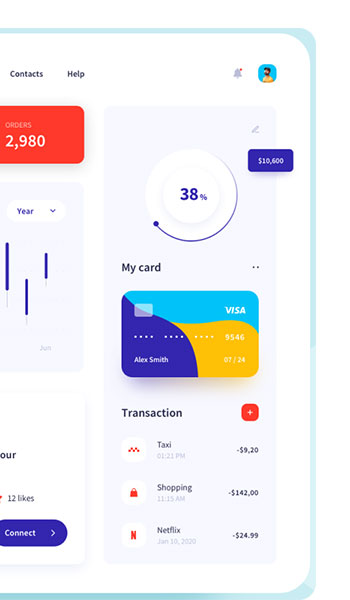 Contacts Help
ORDERS
2,980
$10,600
38%
Year
My card
VISA
9546
Jun
Alex Smith 07 / 24
Transaction
Taxi
01:21 PM
-$9,20
our
Shopping
11:15 AM
-$142,00
12 likes
Connect
Netflix
Jan 10, 2020
-$24.99